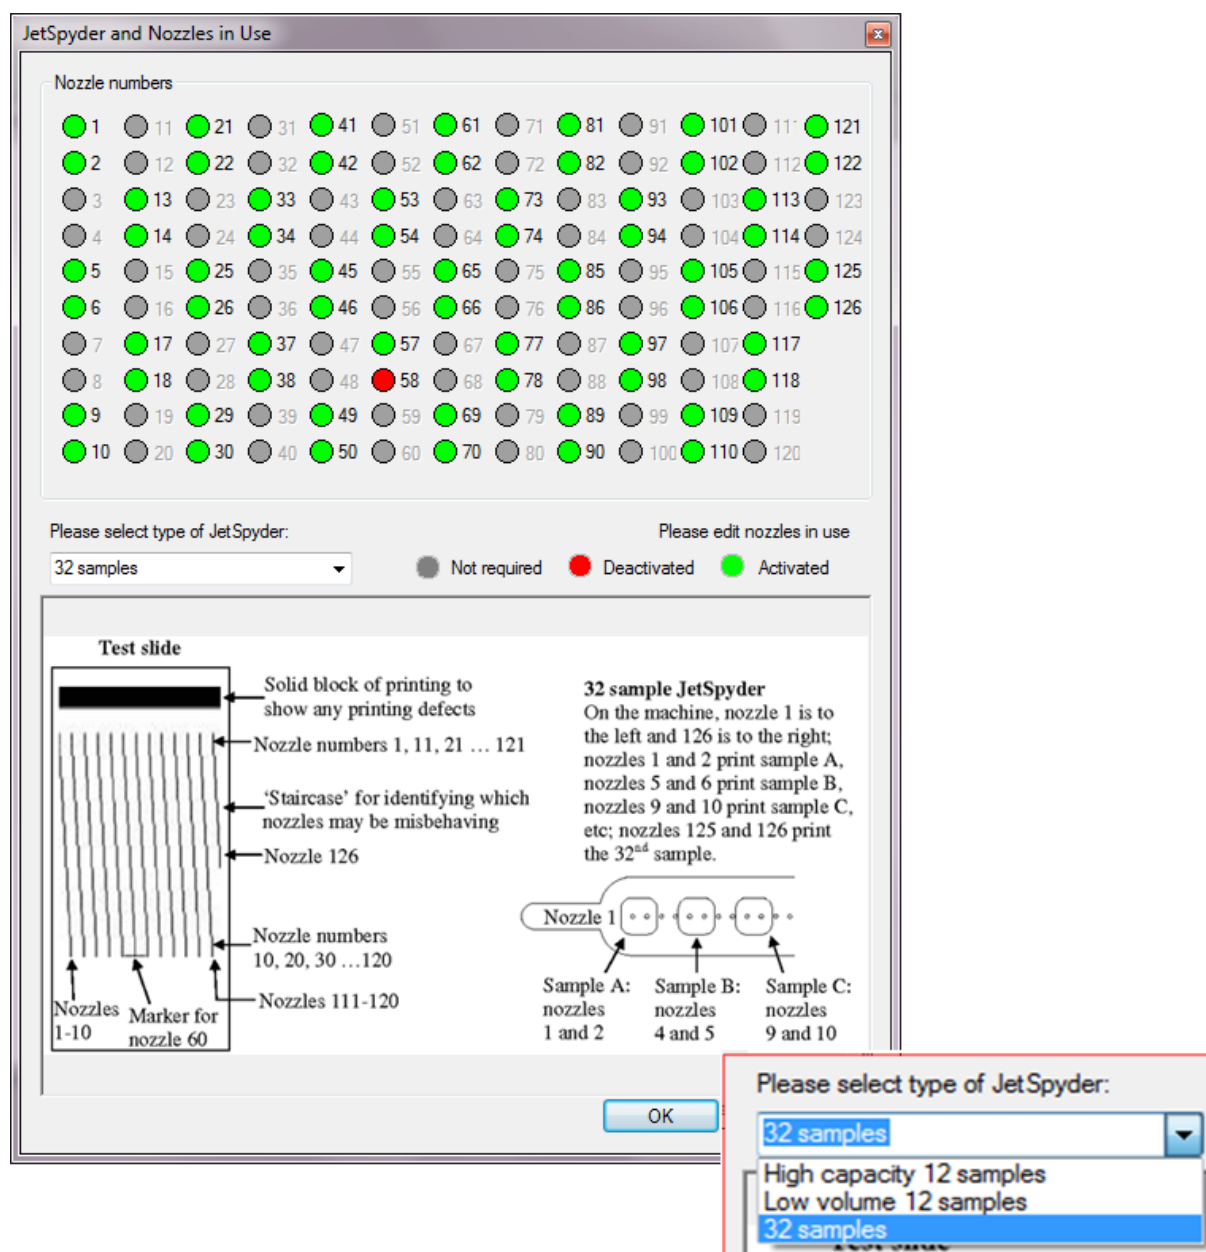 JetSpyder and Nozzles in Use
Nozzle numbers
1 11 21 31 41 51 61 71 81 91 101 11 121
2 12 22 32 42 52 62 72 82 92 102 112 122
3 13 23 33 43 53 63 73 83 93 103 113 123
4 14 24 34 44 54 64 74 84 94 104 114 124
5 15 25 35 45 55 65 75 85 95 105 115 125
6 16 26 36 46 56 66 76 86 96 106 116 126
7 17 27 37 47 57 67 77 87 97 107 117
8 18 28 38 48 58 68 78 88 98 108 118
9 19 29 39 49 59 69 79 89 99 109 119
10 20 30 40 50 60 70 80 90 100 110 120
Please select type of JetSpyder:
Please edit nozzles in use
32 samples
Not required
Deactivated
Activated
Test slide
Solid block of printing to
show any printing defects
Nozzle numbers 1, 11, 21 … 121
'Staircase' for identifying which
nozzles may be misbehaving
Nozzle 126
Nozzle numbers
10, 20, 30 …120
Nozzles 111-120
Nozzles
1-10
Marker for
nozzle 60
32 sample JetSpyder
On the machine, nozzle 1 is to
the left and 126 is to the right;
nozzles 1 and 2 print sample A,
nozzles 5 and 6 print sample B,
nozzles 9 and 10 print sample C,
etc; nozzles 125 and 126 print
the 32nd sample.
Nozzle 1
Sample A:
nozzles
1 and 2
Sample B:
nozzles
4 and 5
Sample C:
nozzles
9 and 10
OK
Please select type of JetSpyder:
32 samples
High capacity 12 samples
Low volume 12 samples
32 samples
Test slide